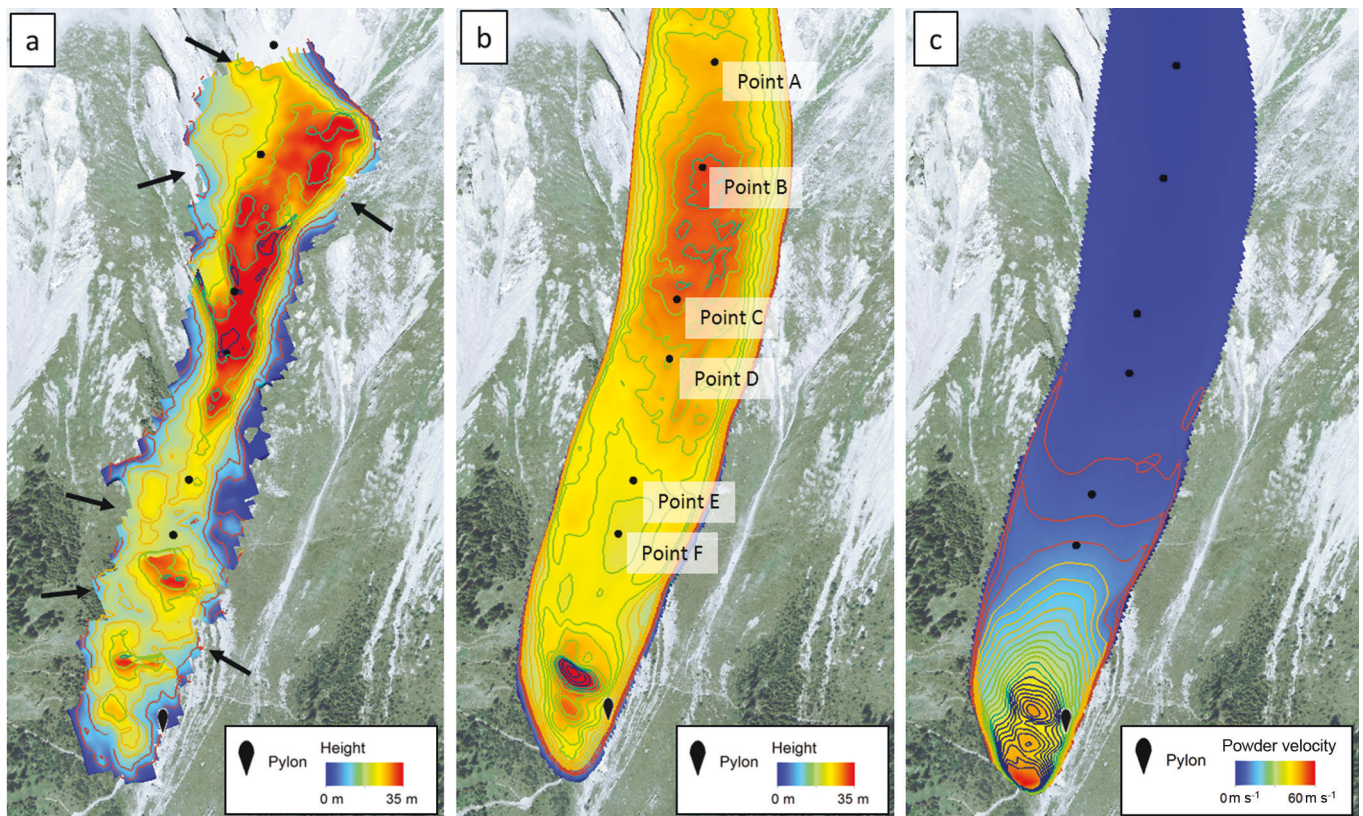 a
Pylon
Height
0 m 35 m
b
Point A
Point B
Point C
Point D
Point E
Point F
Pylon
Height
0 m 35 m
c
Pylon
Powder velocity
0 m s⁻¹ 60 m s⁻¹